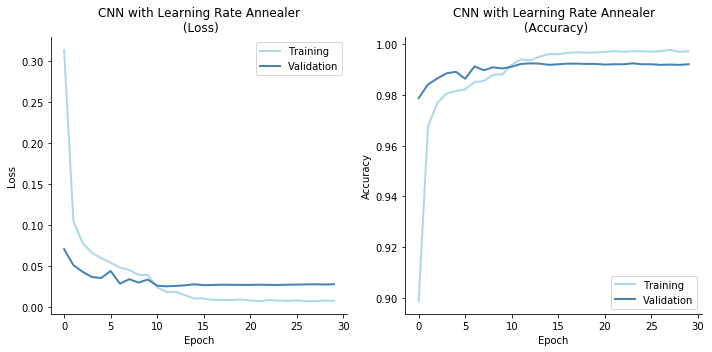 CNN with Learning Rate Annealer
(Loss)
Training
Validation
0.30
0.25
0.20
0.15
0.10
0.05
0.00
Loss
0 5 10 15 20 25 30
Epoch
CNN with Learning Rate Annealer
(Accuracy)
1.00
0.98
0.96
0.94
0.92
0.90
Accuracy
Training
Validation
0 5 10 15 20 25 30
Epoch